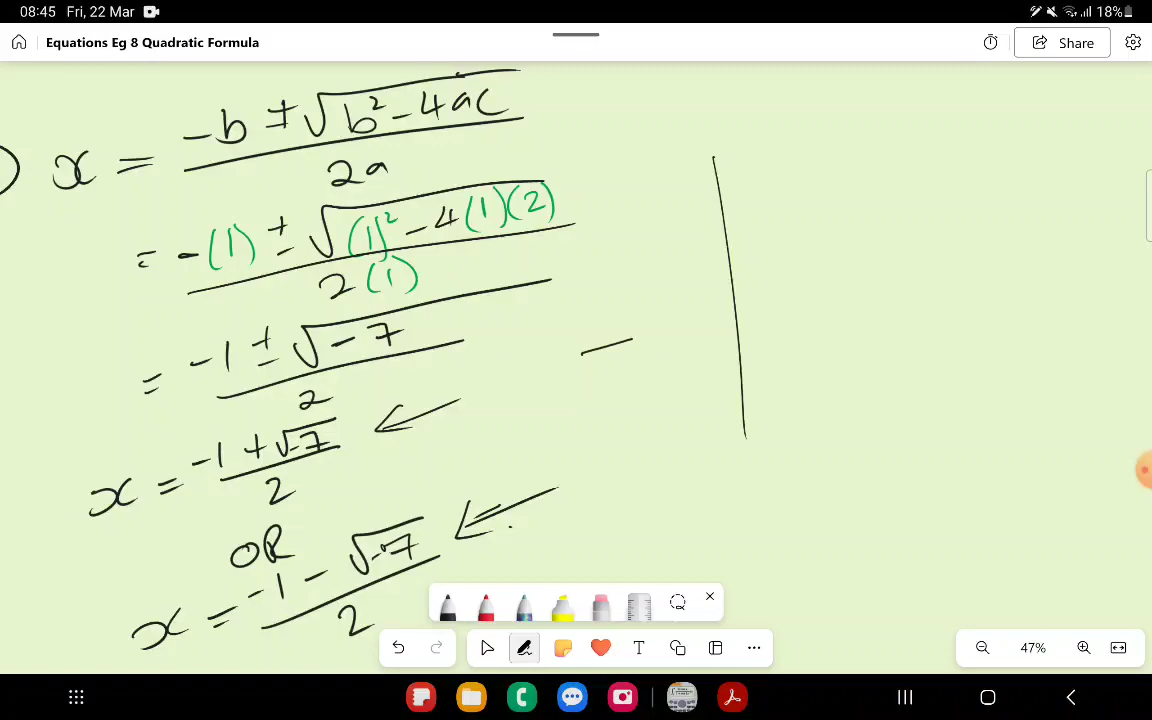 08:45 Fri, 22 Mar
18%
Equations Eg 8 Quadratic Formula
Share
x = -b ± √b² - 4ac
2a
= -(1) ± √(1)² - 4(1)(2)
2(1)
= -1 ± √-7
2
x = -1 + √-7
2
OR
x = -1 - √-7
2
T
47%